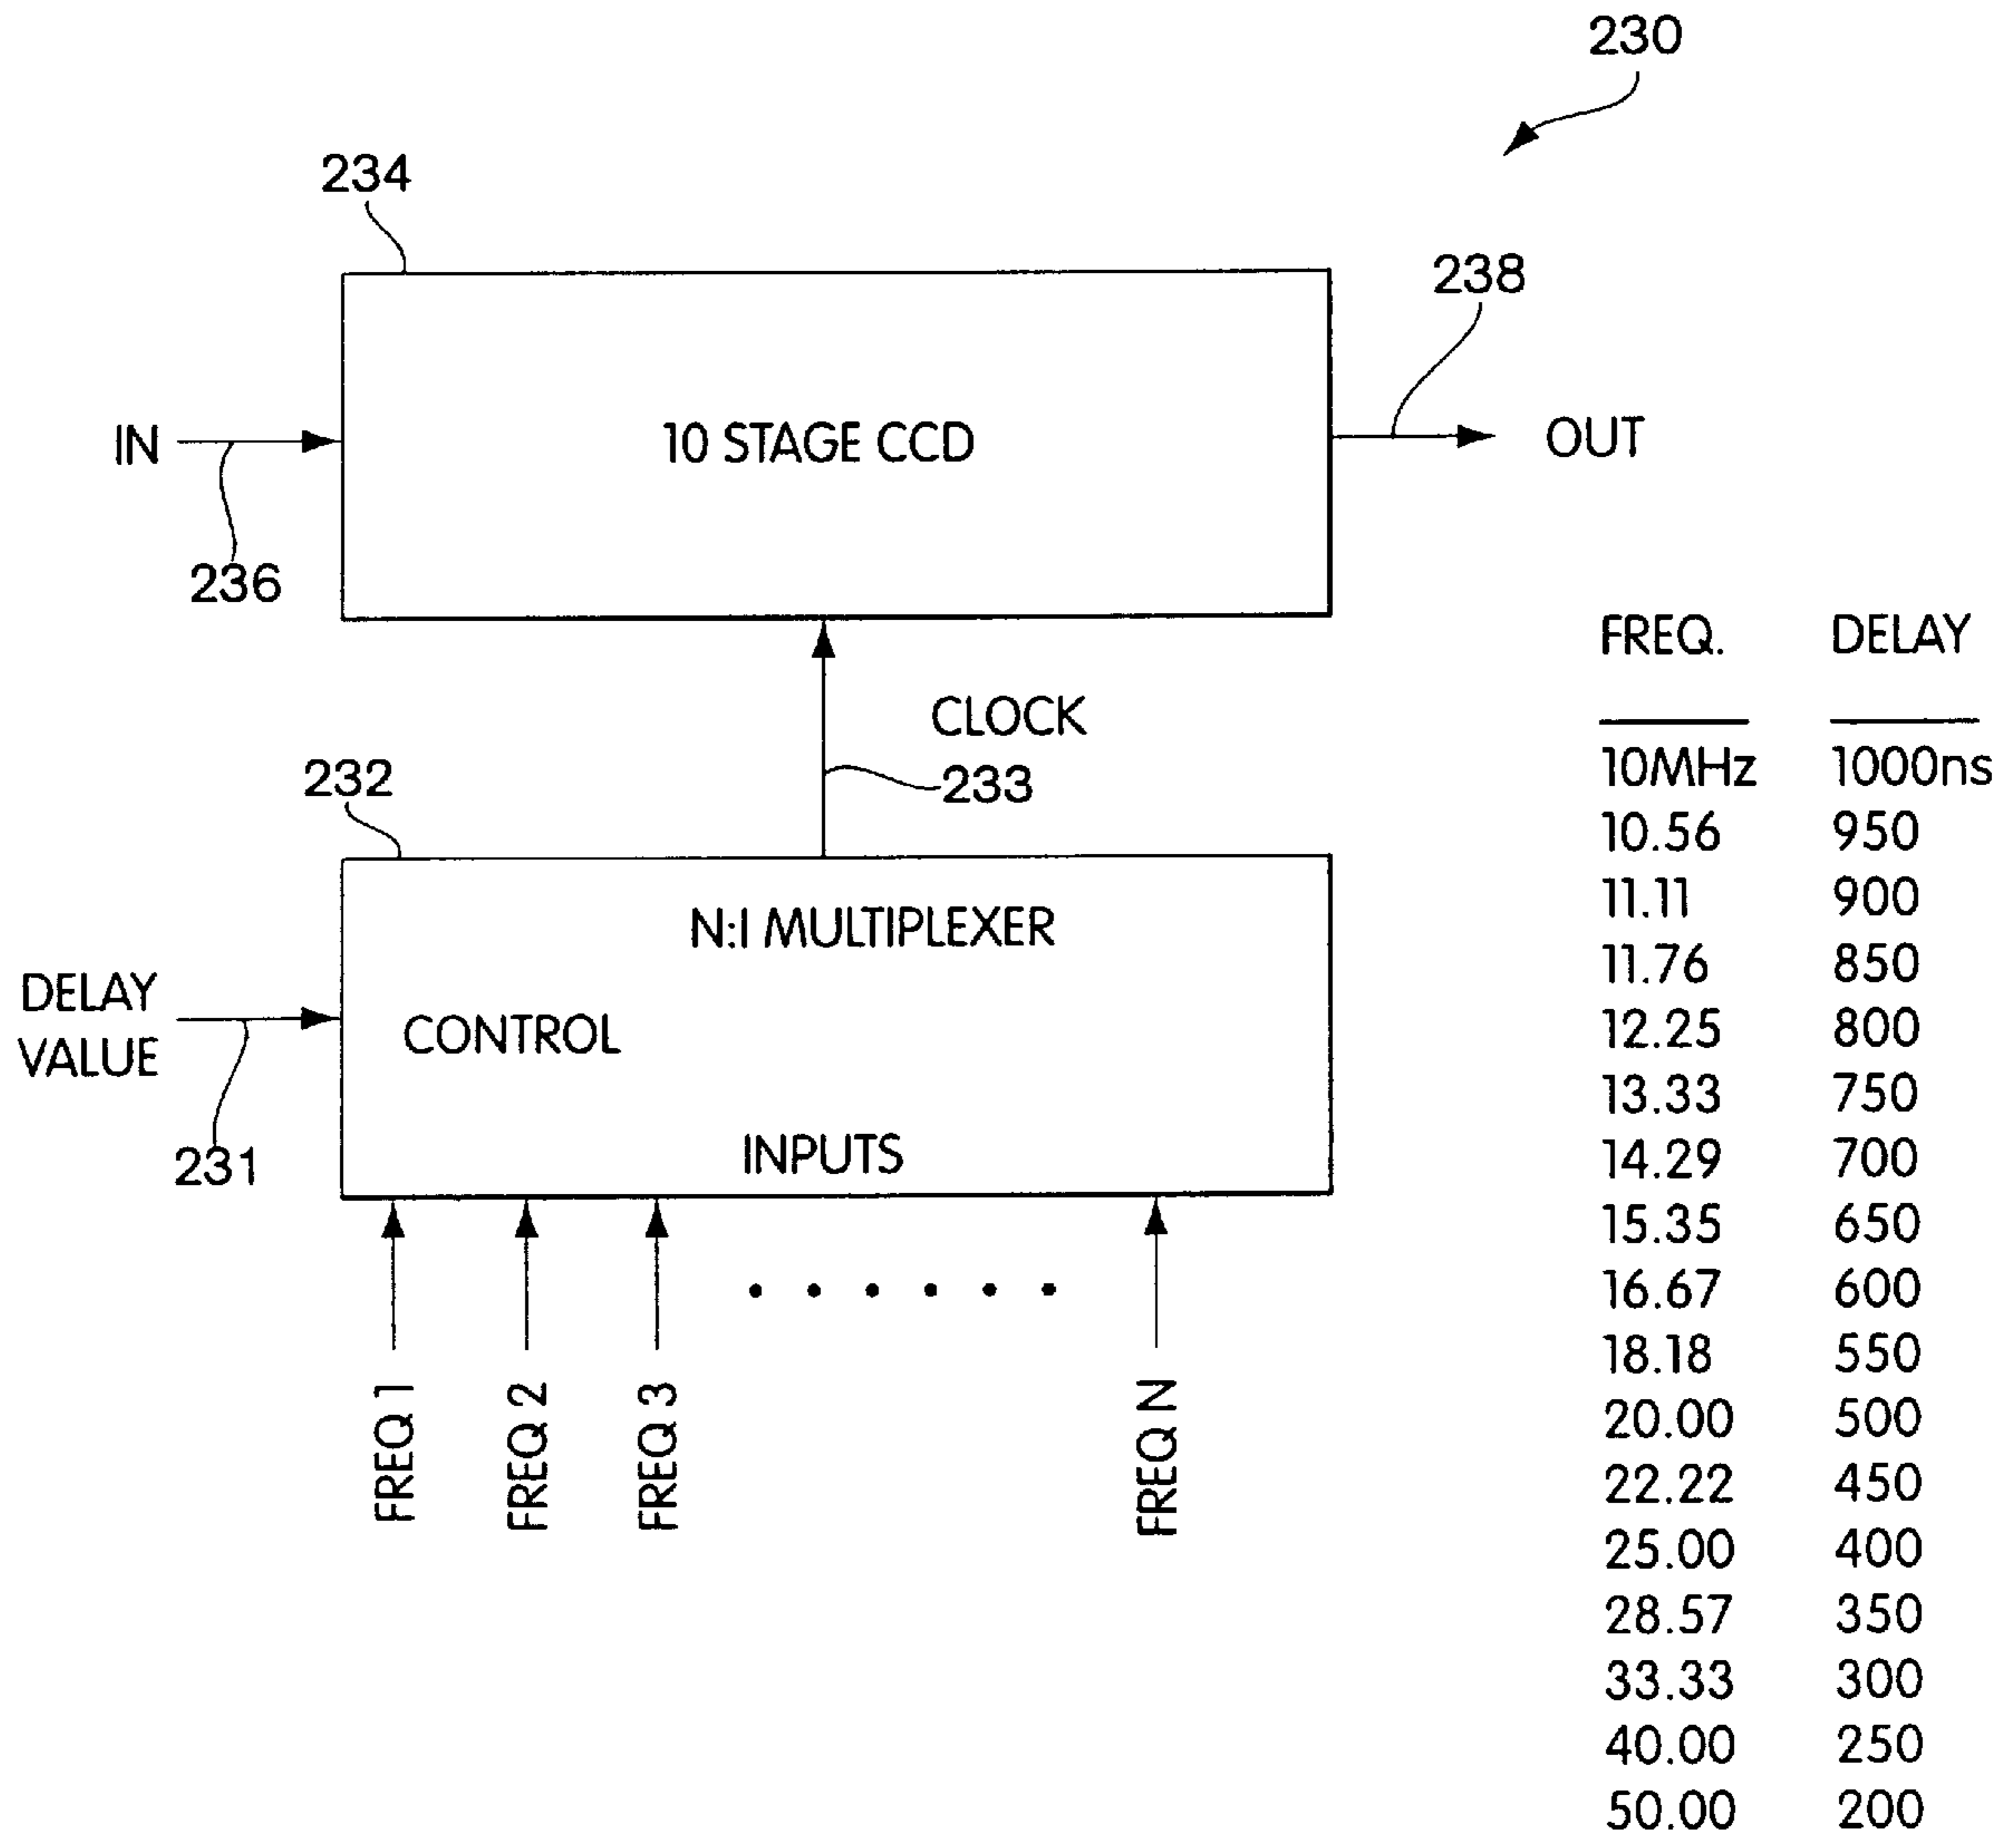 230
234
238
IN
10 STAGE CCD
OUT
236
CLOCK
233
232
N:1 MULTIPLEXER
DELAY
VALUE
CONTROL
231
INPUTS
FREQ 1
FREQ 2
FREQ 3
FREQ N
FREQ. DELAY
10MHz 1000ns
10.56 950
11.11 900
11.76 850
12.25 800
13.33 750
14.29 700
15.35 650
16.67 600
18.18 550
20.00 500
22.22 450
25.00 400
28.57 350
33.33 300
40.00 250
50.00 200